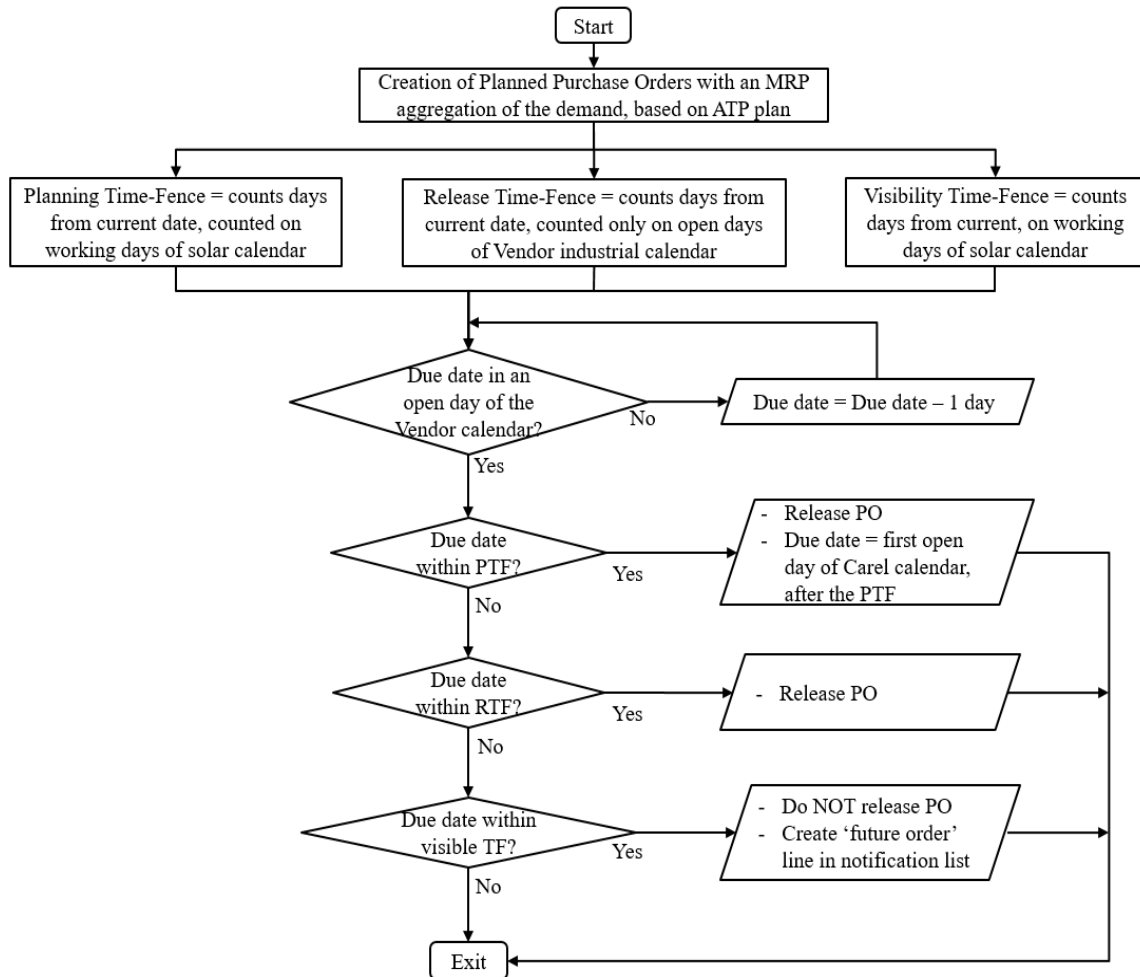 Start
Creation of Planned Purchase Orders with an MRP
aggregation of the demand, based on ATP plan
Planning Time-Fence = counts days
from current date, counted on
working days of solar calendar
Release Time-Fence = counts days from
current date, counted only on open days
of Vendor industrial calendar
Visibility Time-Fence = counts
days from current, on working
days of solar calendar
Due date in an
open day of the
Vendor calendar?
No
Due date = Due date – 1 day
Yes
Due date
within PTF?
Yes
- Release PO
- Due date = first open
day of Carel calendar,
after the PTF
No
Due date
within RTF?
Yes
- Release PO
No
Due date within
visible TF?
Yes
- Do NOT release PO
- Create ‘future order’
line in notification list
No
Exit